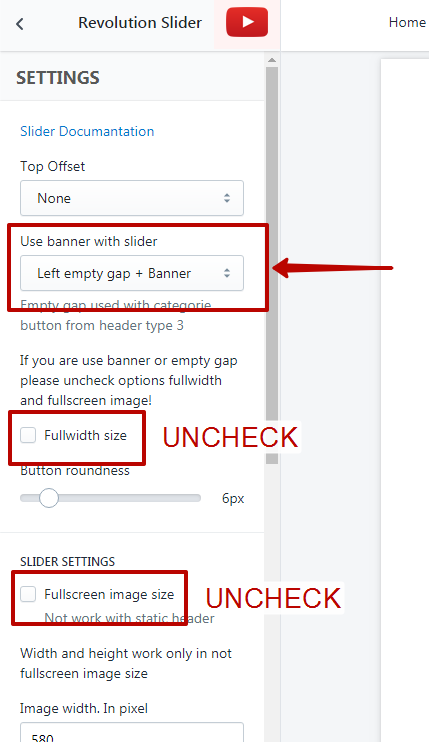 Revolution Slider
Home
SETTINGS
Slider Documantation
Top Offset
None
Use banner with slider
Left empty gap + Banner
Empty gap used with categorie
button from header type 3
If you are use banner or empty gap
please uncheck options fullwidth
and fullscreen image!
Fullwidth size
UNCHECK
Button roundness
6px
SLIDER SETTINGS
Fullscreen image size
UNCHECK
Not work with static header
Width and height work only in not
fullscreen image size
Image width. In pixel
580